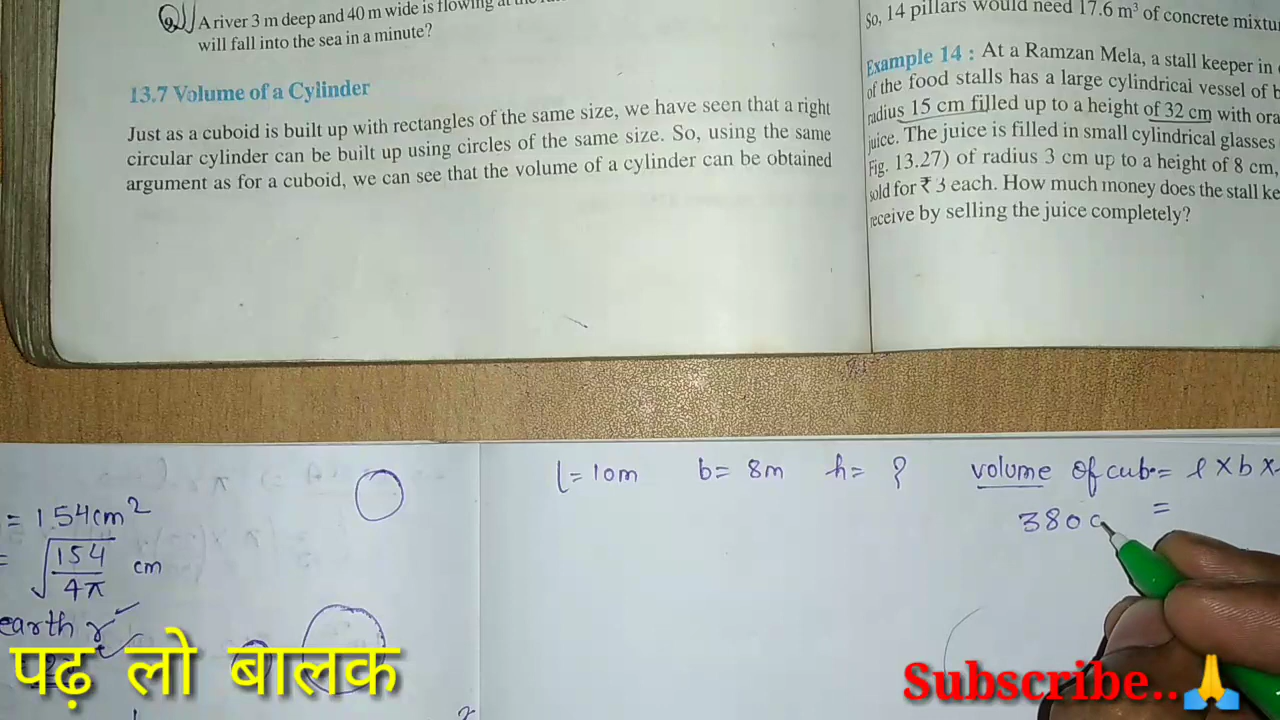 Q A river 3 m deep and 40 m wide is flowing at the
will fall into the sea in a minute?
13.7 Volume of a Cylinder
Just as a cuboid is built up with rectangles of the same size, we have seen that a right
circular cylinder can be built up using circles of the same size. So, using the same
argument as for a cuboid, we can see that the volume of a cylinder can be obtained
So, 14 pillars would need 17.6 m³ of concrete
Example 14 : At a Ramzan Mela, a stall keeper in
of the food stalls has a large cylindrical vessel of
radius 15 cm filled up to a height of 32 cm with
juice. The juice is filled in small cylindrical glasses
Fig. 13.27) of radius 3 cm up to a height of 8 cm,
sold for ₹ 3 each. How much money does the stall
receive by selling the juice completely?
= 154 cm²
= √154/4π cm
earth r
l = 10m b = 8m h = ?
volume of cub = l × b ×
380 =
पढ़ लो बालक
Subscribe..🙏